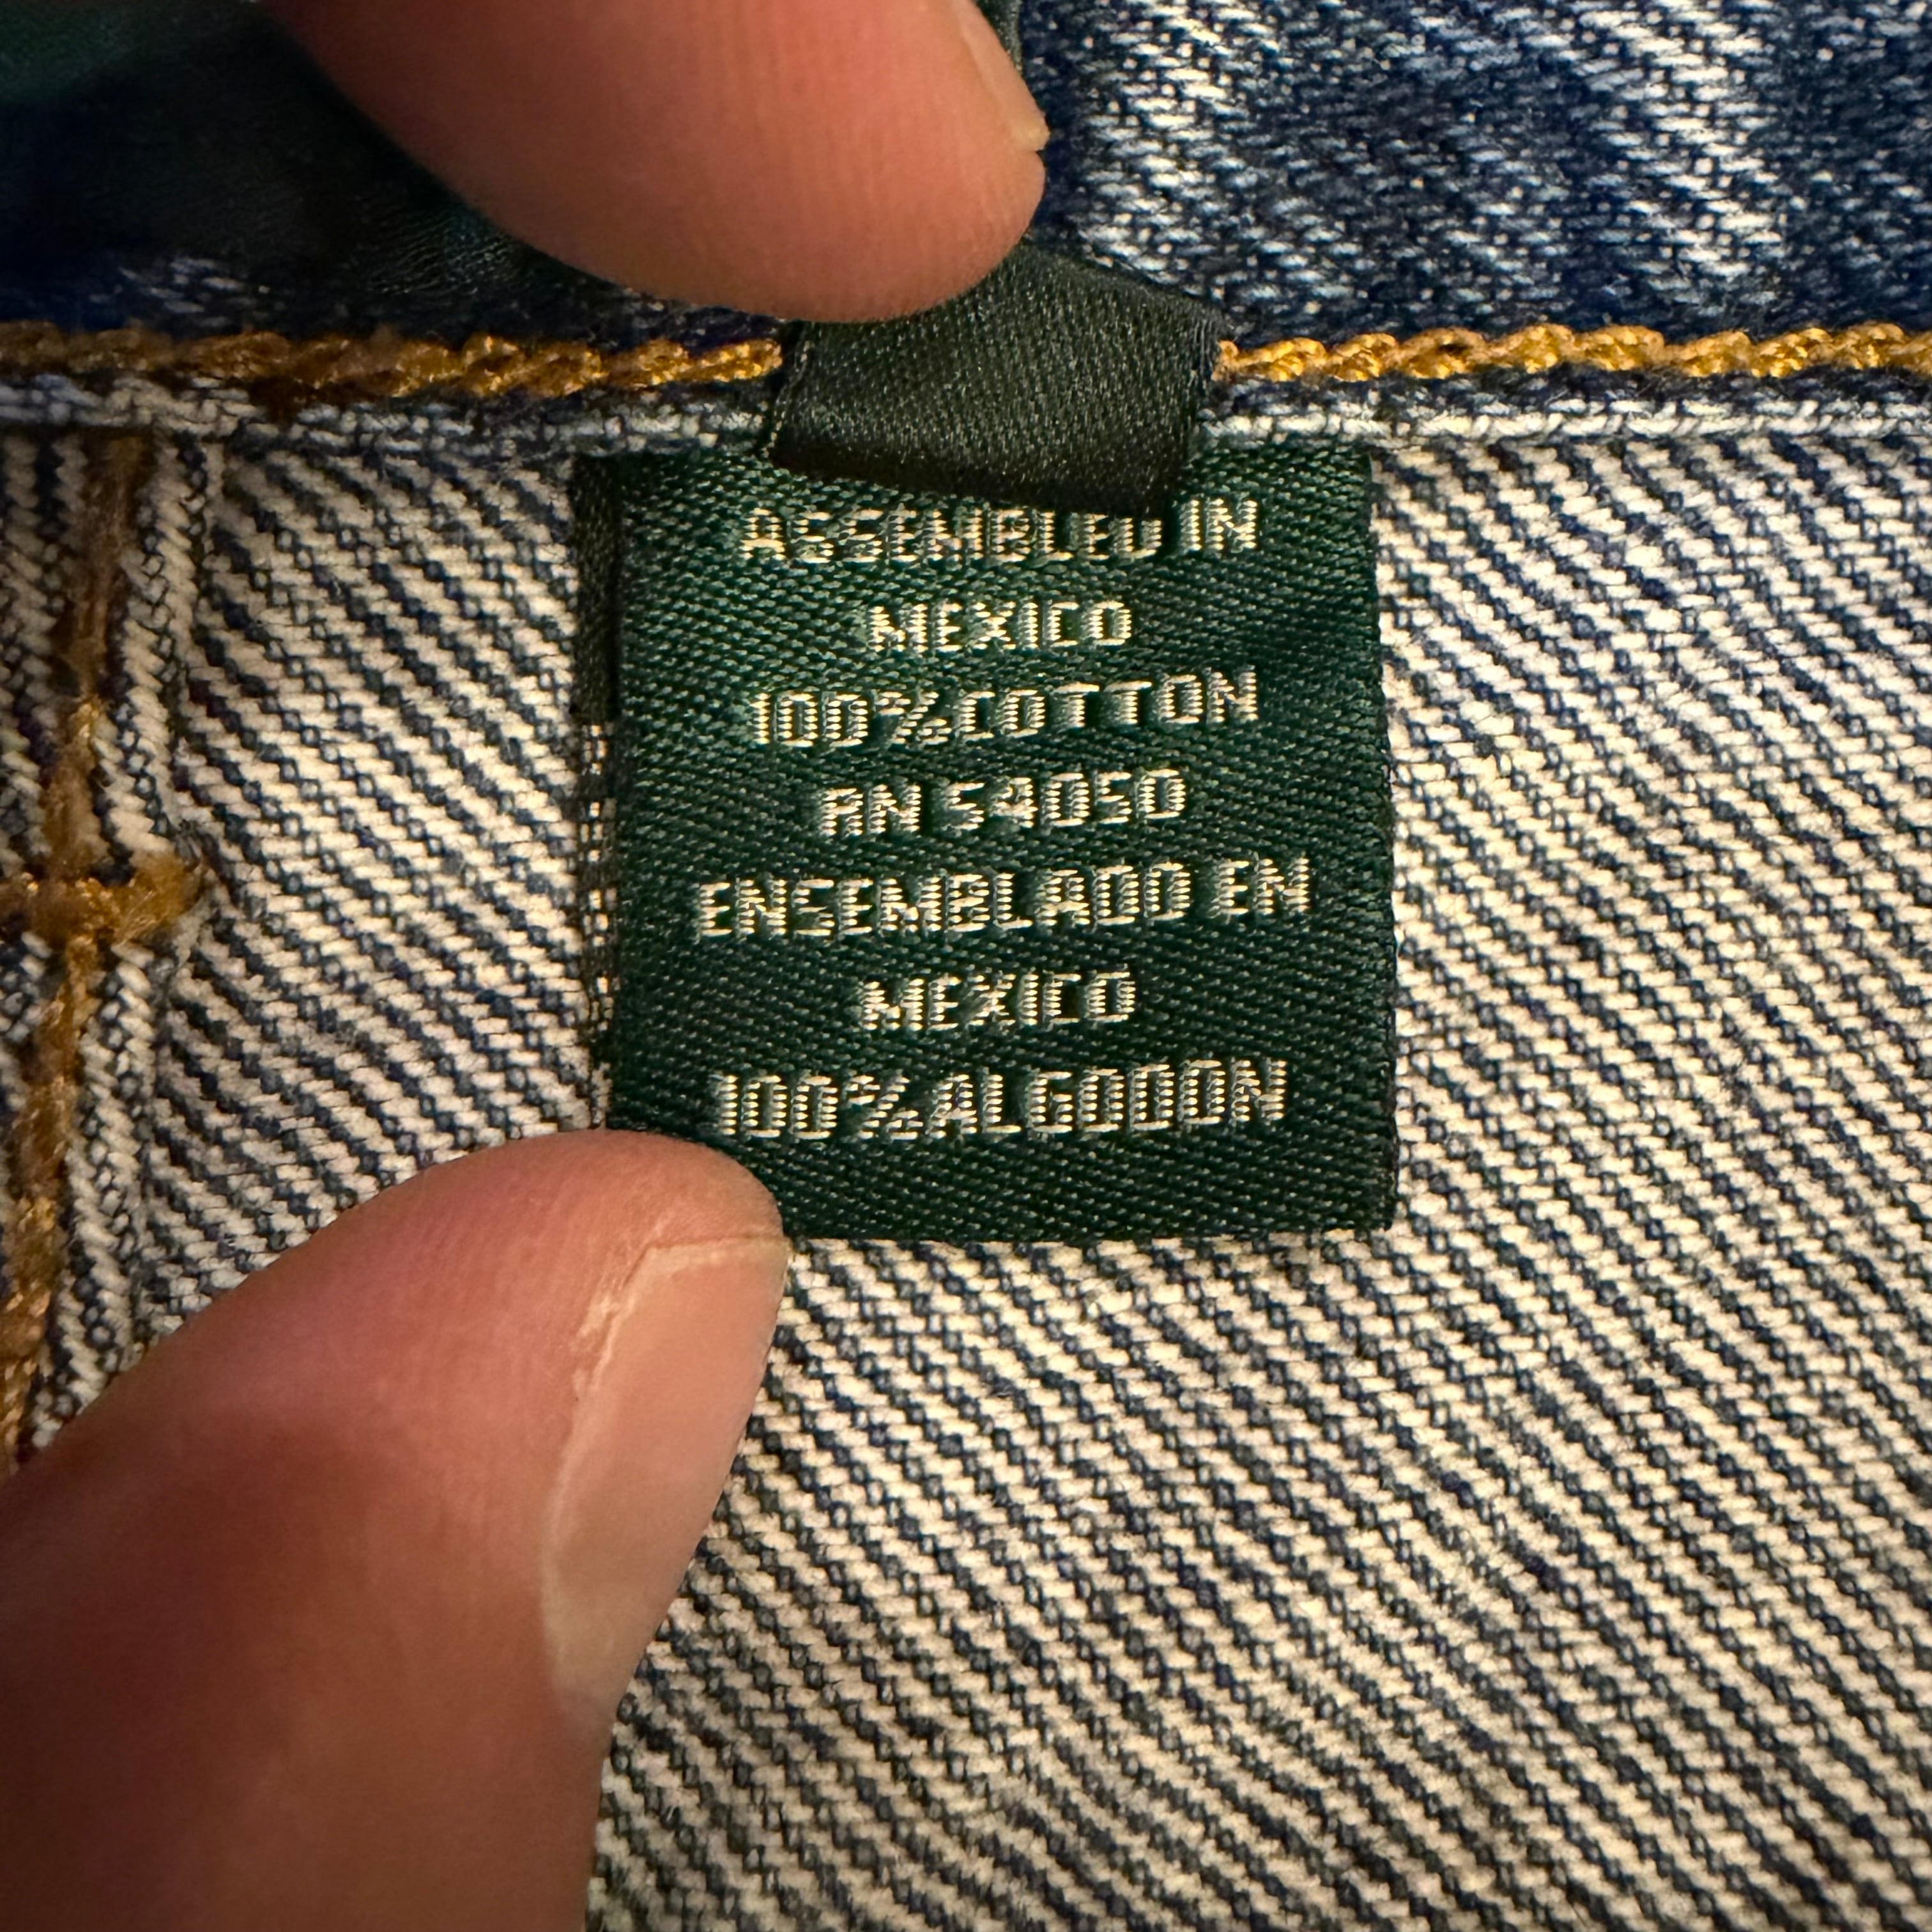 ASSEMBLED IN
MEXICO
100% COTTON
RN 54050
ENSEMBLADO EN
MEXICO
100% ALGODON